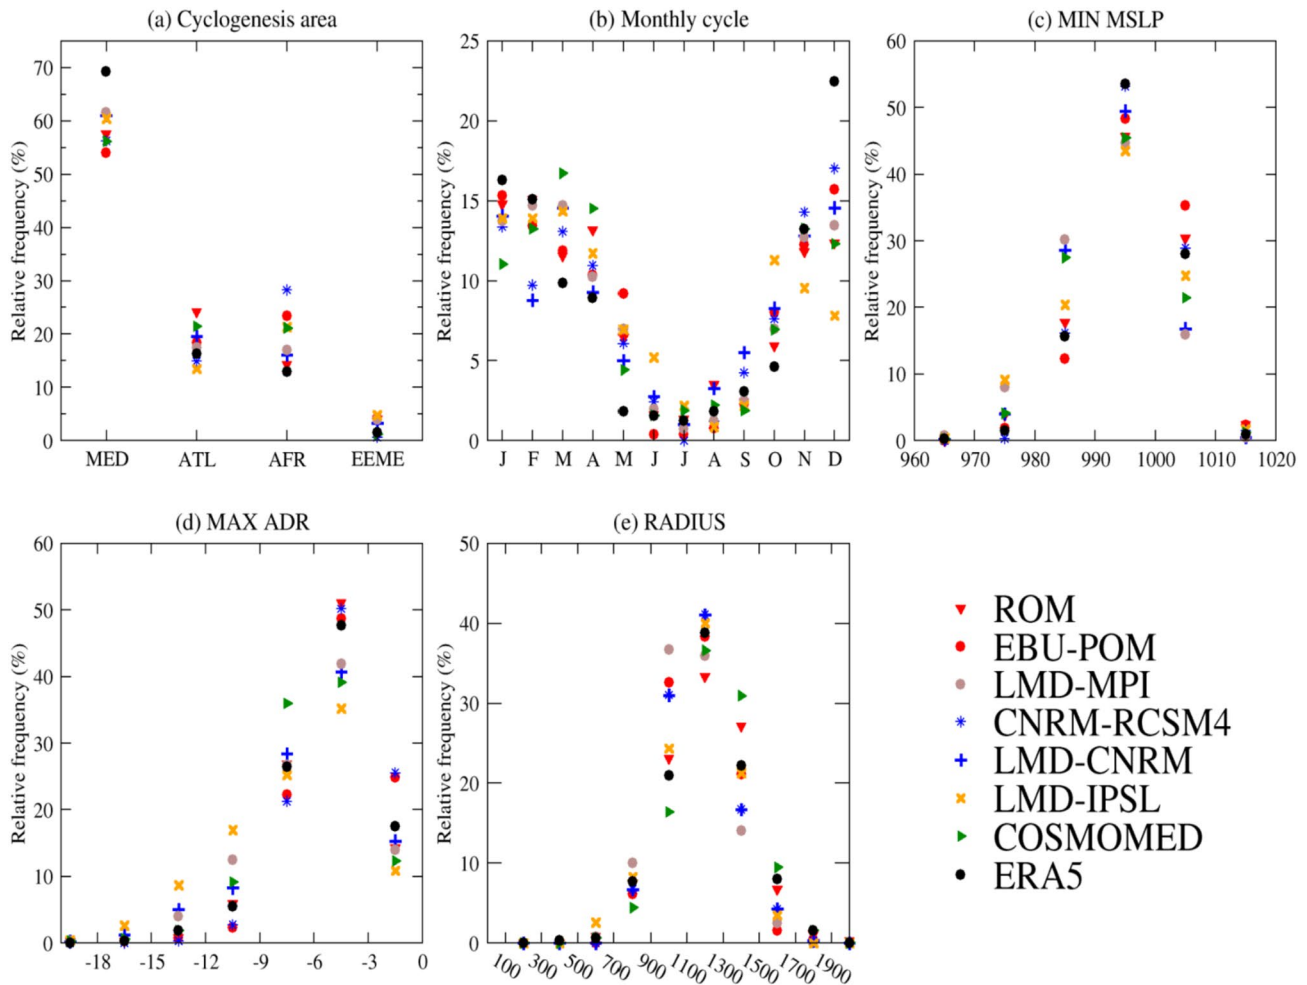 (a) Cyclogenesis area
Relative frequency (%)
70
60
50
40
30
20
10
0
MED ATL AFR EEME
(b) Monthly cycle
Relative frequency (%)
25
20
15
10
5
0
J F M A M J J A S O N D
(c) MIN MSLP
Relative frequency (%)
60
50
40
30
20
10
0
960 970 980 990 1000 1010 1020
(d) MAX ADR
Relative frequency (%)
60
50
40
30
20
10
0
-18 -15 -12 -9 -6 -3 0
(e) RADIUS
Relative frequency (%)
50
40
30
20
10
0
100 300 500 700 900 1100 1300 1500 1700 1900
ROM
EBU-POM
LMD-MPI
CNRM-RCSM4
LMD-CNRM
LMD-IPSL
COSMOMED
ERA5